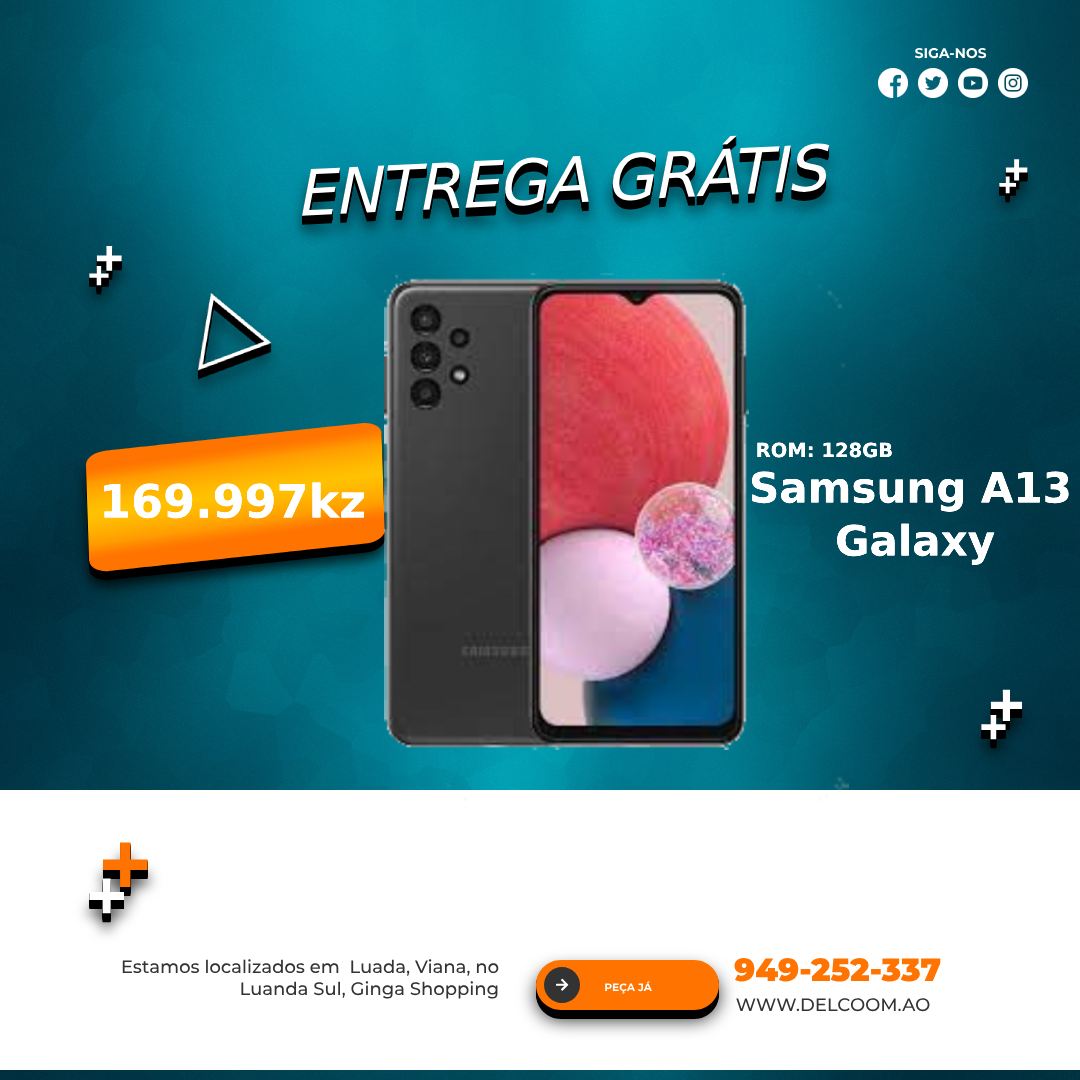 SIGA-NOS
ENTREGA GRÁTIS
169.997kz
ROM: 128GB
Samsung A13
Galaxy
SAMSUNG
Estamos localizados em  Luada, Viana, no
Luanda Sul, Ginga Shopping
PEÇA JÁ
949-252-337
WWW.DELCOOM.AO